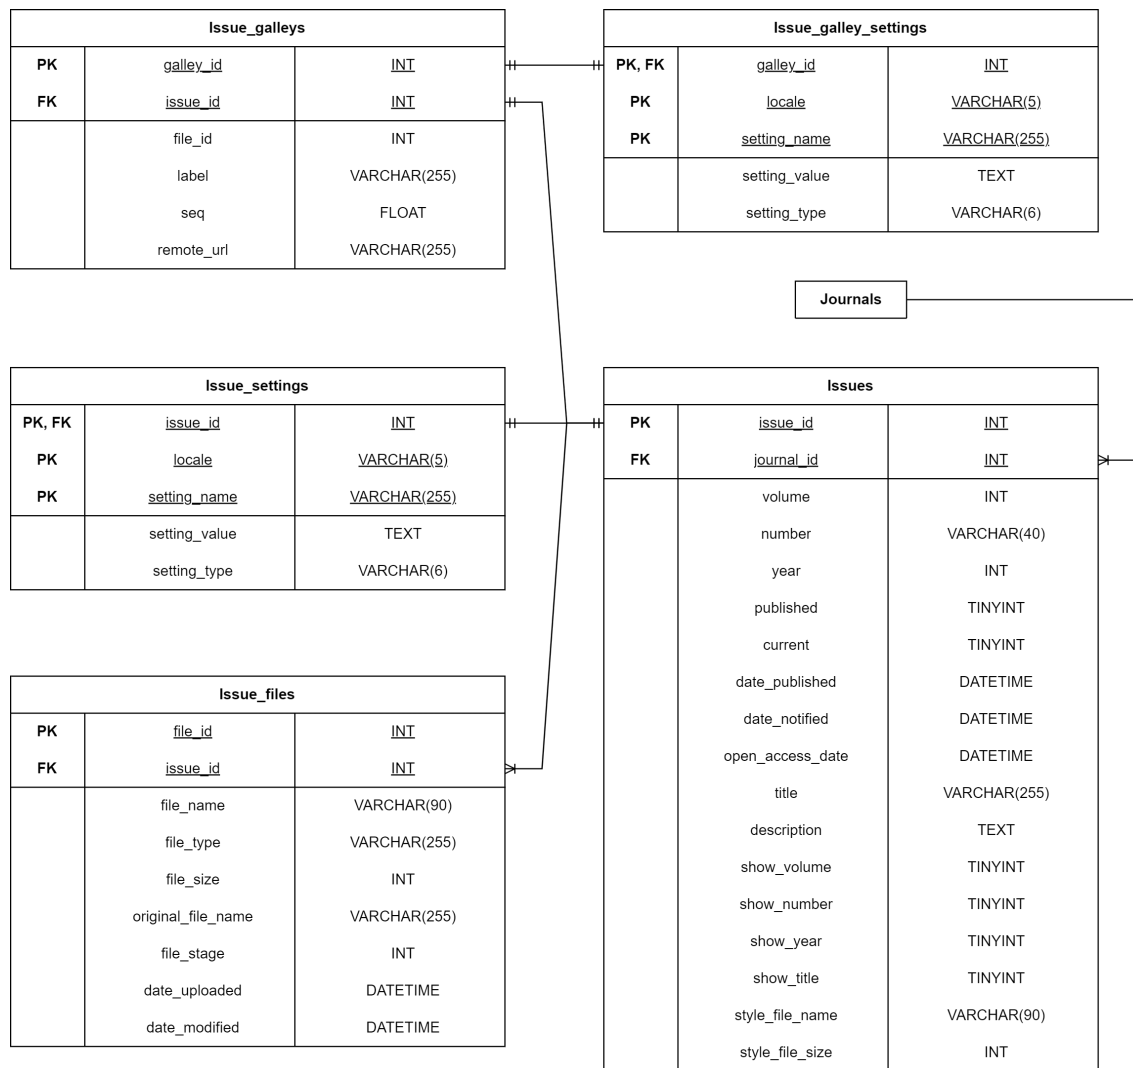 Issue_galleys
PK galley_id INT
FK issue_id INT
file_id INT
label VARCHAR(255)
seq FLOAT
remote_url VARCHAR(255)
Issue_galley_settings
PK, FK galley_id INT
PK locale VARCHAR(5)
PK setting_name VARCHAR(255)
setting_value TEXT
setting_type VARCHAR(6)
Journals
Issue_settings
PK, FK issue_id INT
PK locale VARCHAR(5)
PK setting_name VARCHAR(255)
setting_value TEXT
setting_type VARCHAR(6)
Issues
PK issue_id INT
FK journal_id INT
volume INT
number VARCHAR(40)
year INT
published TINYINT
current TINYINT
date_published DATETIME
date_notified DATETIME
open_access_date DATETIME
title VARCHAR(255)
description TEXT
show_volume TINYINT
show_number TINYINT
show_year TINYINT
show_title TINYINT
style_file_name VARCHAR(90)
style_file_size INT
Issue_files
PK file_id INT
FK issue_id INT
file_name VARCHAR(90)
file_type VARCHAR(255)
file_size INT
original_file_name VARCHAR(255)
file_stage INT
date_uploaded DATETIME
date_modified DATETIME